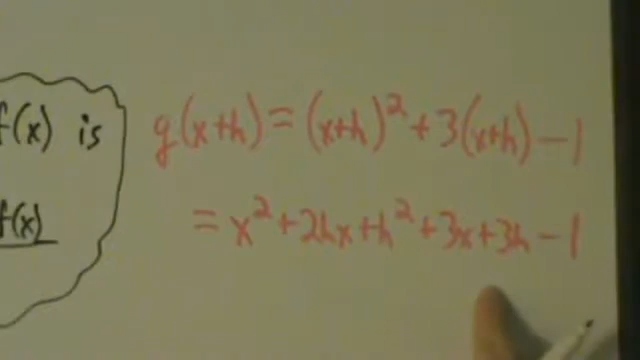 f(x) is
g(x+h) = (x+h)² + 3(x+h) − 1
f(x)
= x² + 2hx + h² + 3x + 3h − 1